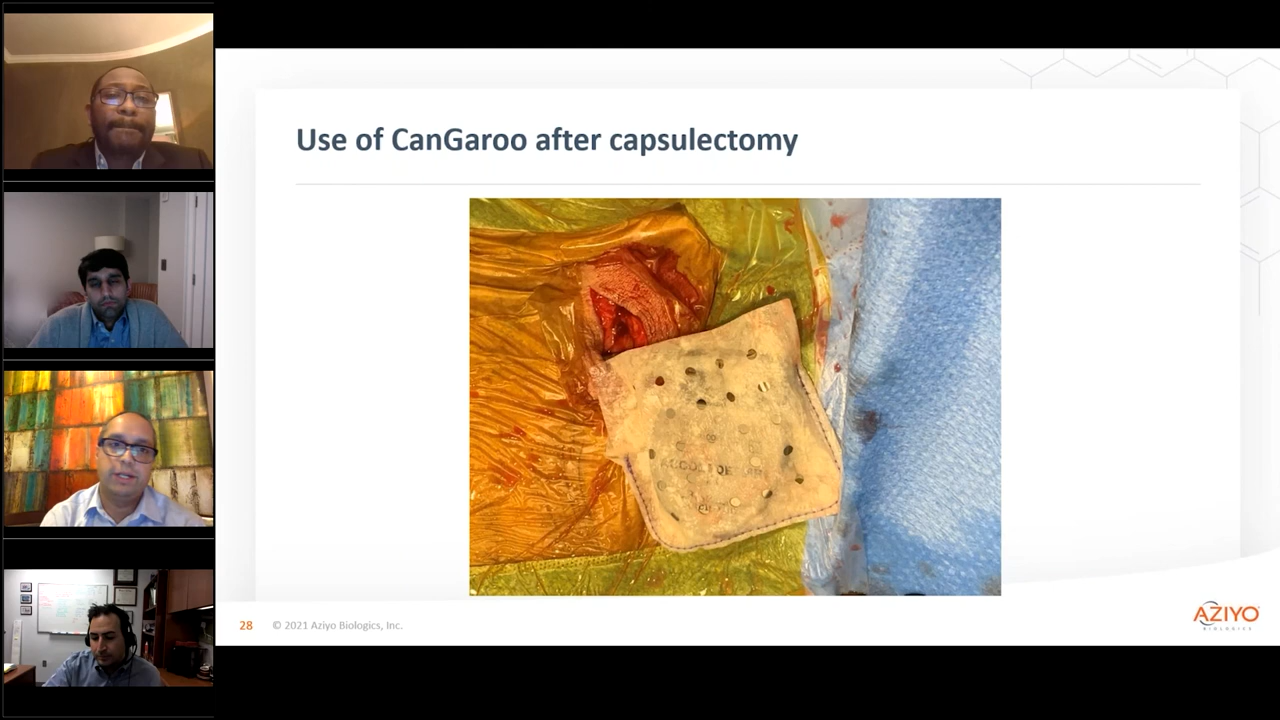 Use of CanGaroo after capsulectomy
28 © 2021 Aziyo Biologics, Inc.
AZIYO
BIOLOGICS